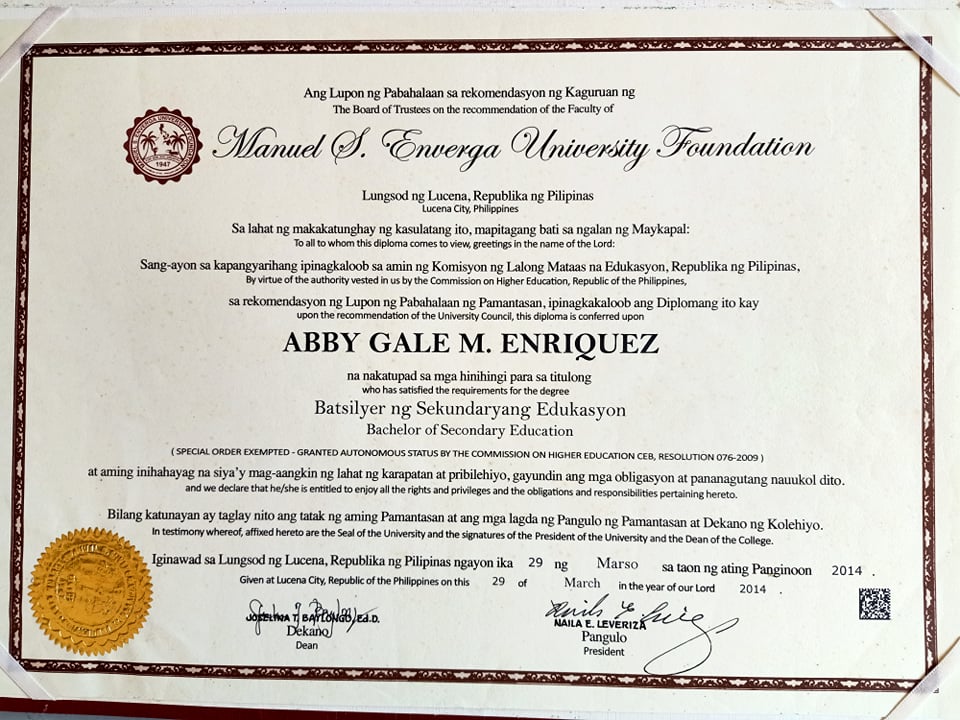 Ang Lupon ng Pabahalaan sa rekomendasyon ng Kaguruan ng
The Board of Trustees on the recommendation of the Faculty of
Manuel S. Enverga University Foundation
1947
Lungsod ng Lucena, Republika ng Pilipinas
Lucena City, Philippines
Sa lahat ng makakatunghay ng kasulatang ito, mapitagang bati sa ngalan ng Maykapal:
To all to whom this diploma comes to view, greetings in the name of the Lord:
Sang-ayon sa kapangyarihang ipinagkaloob sa amin ng Komisyon ng Lalong Mataas na Edukasyon, Republika ng Pilipinas,
By virtue of the authority vested in us by the Commission on Higher Education, Republic of the Philippines,
sa rekomendasyon ng Lupon ng Pabahalaan ng Pamantasan, ipinagkakaloob ang Diplomang ito kay
upon the recommendation of the University Council, this diploma is conferred upon
ABBY GALE M. ENRIQUEZ
na nakatupad sa mga hinihingi para sa titulong
who has satisfied the requirements for the degree
Batsilyer ng Sekundaryang Edukasyon
Bachelor of Secondary Education
( SPECIAL ORDER EXEMPTED - GRANTED AUTONOMOUS STATUS BY THE COMMISSION ON HIGHER EDUCATION CEB, RESOLUTION 076-2009 )
at aming inihahayag na siya'y mag-aangkin ng lahat ng karapatan at pribilehiyo, gayundin ang mga obligasyon at pananagutang nauukol dito.
and we declare that he/she is entitled to enjoy all the rights and privileges and the obligations and responsibilities pertaining hereto.
Bilang katunayan ay taglay nito ang tatak ng aming Pamantasan at ang mga lagda ng Pangulo ng Pamantasan at Dekano ng Kolehiyo.
In testimony whereof, affixed hereto are the Seal of the University and the signatures of the President of the University and the Dean of the College.
Iginawad sa Lungsod ng Lucena, Republika ng Pilipinas ngayon ika 29 ng Marso sa taon ng ating Panginoon 2014 .
Given at Lucena City, Republic of the Philippines on this 29 of March in the year of our Lord 2014 .
JOSELYNA T. BAYLONGO, Ed.D.
Dekano
Dean
NAILA E. LEVERIZA
Pangulo
President